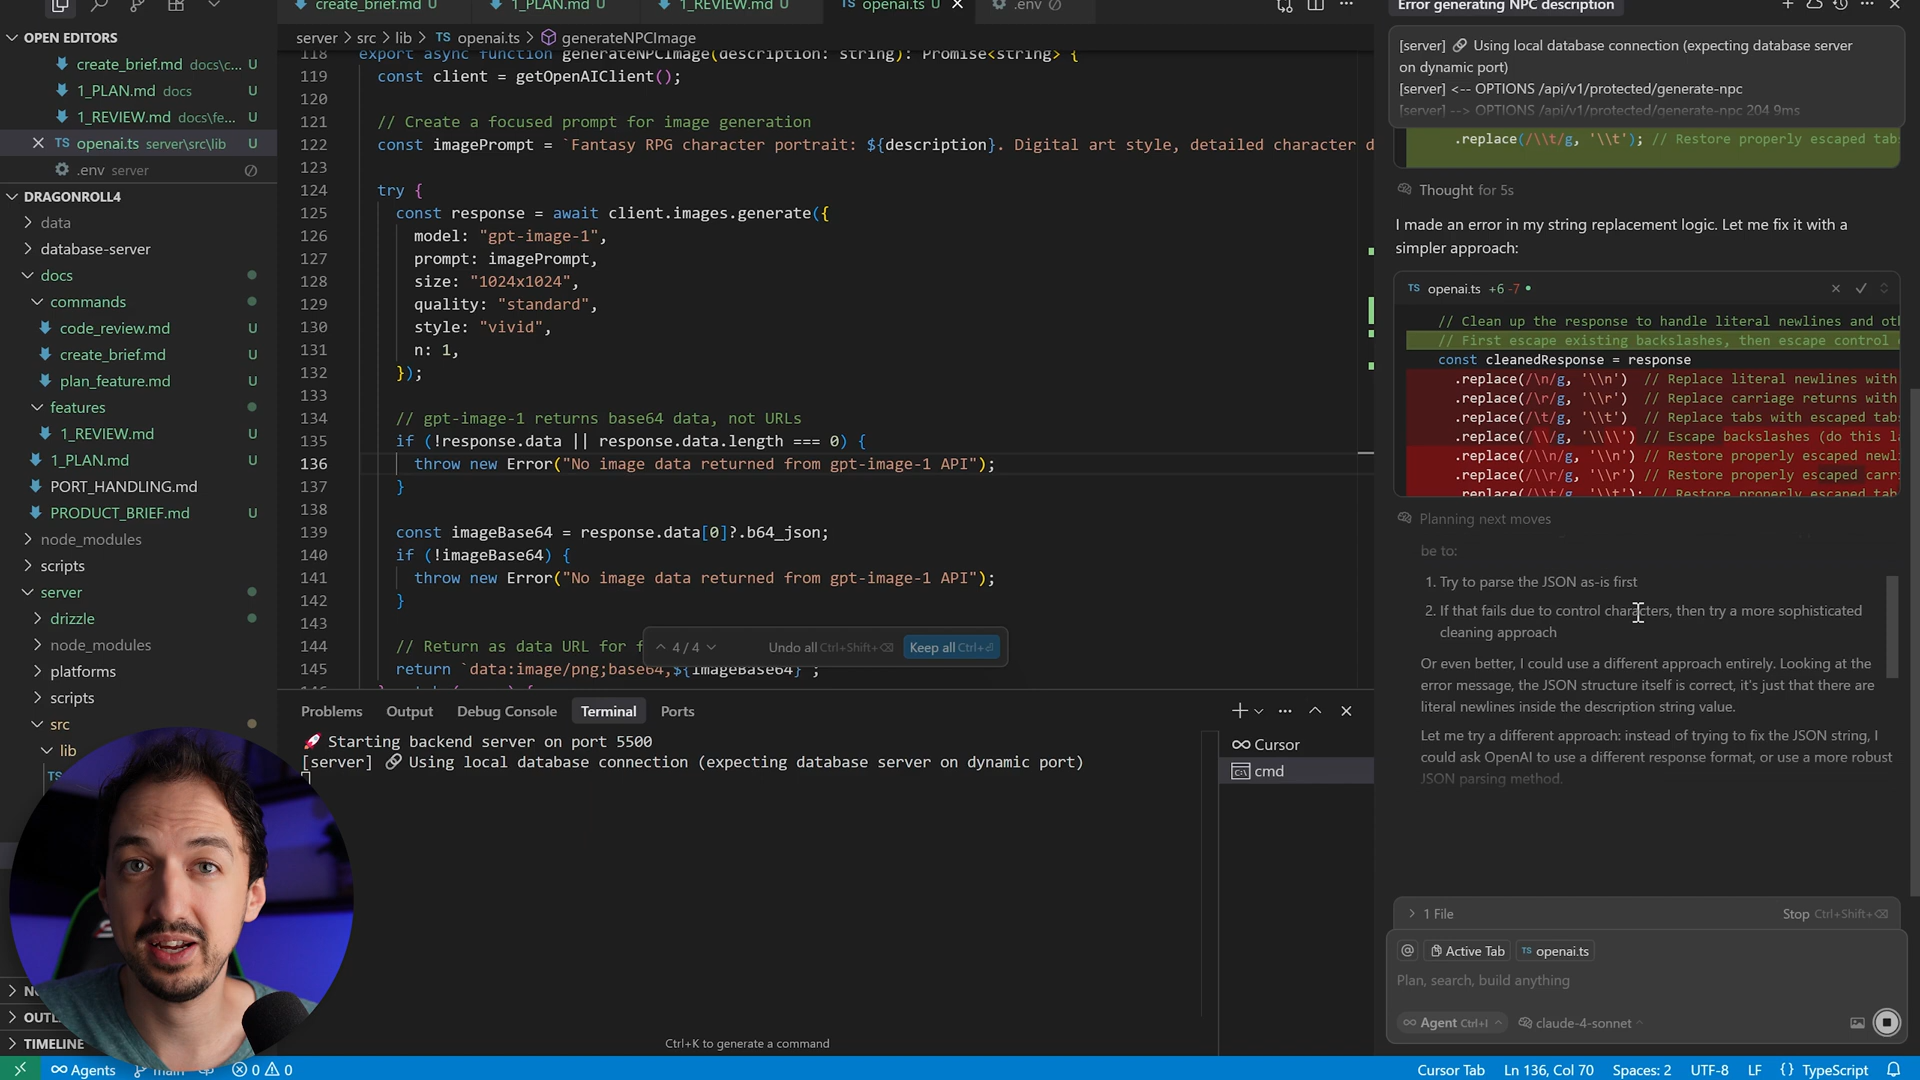 create_brief.md U
1_PLAN.md U
1_REVIEW.md U
TS openai.ts U
.env
Error generating NPC description
OPEN EDITORS
create_brief.md docs\c... U
1_PLAN.md docs U
1_REVIEW.md docs\fe... U
TS openai.ts server\src\lib U
.env server
DRAGONROLL4
data
database-server
docs
commands
code_review.md U
create_brief.md U
plan_feature.md U
features
1_REVIEW.md U
1_PLAN.md U
PORT_HANDLING.md
PRODUCT_BRIEF.md U
node_modules
scripts
server
drizzle
node_modules
platforms
scripts
src
lib
TS
TIMELINE
server > src > lib > TS openai.ts > generateNPCImage
118 export async function generateNPCImage(description: string): Promise<string> {
119 const client = getOpenAIClient();
120
121 // Create a focused prompt for image generation
122 const imagePrompt = `Fantasy RPG character portrait: ${description}. Digital art style, detailed character d
123
124 try {
125 const response = await client.images.generate({
126 model: "gpt-image-1",
127 prompt: imagePrompt,
128 size: "1024x1024",
129 quality: "standard",
130 style: "vivid",
131 n: 1,
132 });
133
134 // gpt-image-1 returns base64 data, not URLs
135 if (!response.data || response.data.length === 0) {
136 throw new Error("No image data returned from gpt-image-1 API");
137 }
138
139 const imageBase64 = response.data[0]?.b64_json;
140 if (!imageBase64) {
141 throw new Error("No image data returned from gpt-image-1 API");
142 }
143
144 // Return as data URL for f
145 return `data:image/png;base64,${imageBase64}`;
4 / 4 Undo all Ctrl+Shift+⌫ Keep all Ctrl+⏎
Problems Output Debug Console Terminal Ports
🚀 Starting backend server on port 5500
[server] 🔗 Using local database connection (expecting database server on dynamic port)
Cursor
cmd
Ctrl+K to generate a command
[server] 🔗 Using local database connection (expecting database server
on dynamic port)
[server] <-- OPTIONS /api/v1/protected/generate-npc
[server] --> OPTIONS /api/v1/protected/generate-npc 204 9ms
.replace(/\\t/g, '\\t'); // Restore properly escaped tab
Thought for 5s
I made an error in my string replacement logic. Let me fix it with a
simpler approach:
TS openai.ts +6 -7
// Clean up the response to handle literal newlines and oth
// First escape existing backslashes, then escape control
const cleanedResponse = response
.replace(/\n/g, '\\n') // Replace literal newlines with
.replace(/\r/g, '\\r') // Replace carriage returns with
.replace(/\t/g, '\\t') // Replace tabs with escaped tab
.replace(/\\/g, '\\\\') // Escape backslashes (do this la
.replace(/\\n/g, '\\n') // Restore properly escaped newl
.replace(/\\r/g, '\\r') // Restore properly escaped carr
.replace(/\\t/g, '\\t'); // Restore properly escaped tab
Planning next moves
be to:
1. Try to parse the JSON as-is first
2. If that fails due to control characters, then try a more sophisticated
cleaning approach
Or even better, I could use a different approach entirely. Looking at the
error message, the JSON structure itself is correct, it's just that there are
literal newlines inside the description string value.
Let me try a different approach: instead of trying to fix the JSON string, I
could ask OpenAI to use a different response format, or use a more robust
JSON parsing method.
1 File Stop Ctrl+Shift+⌫
@ Active Tab TS openai.ts
Plan, search, build anything
Agent Ctrl+I claude-4-sonnet
Agents main 0 0 Cursor Tab Ln 136, Col 70 Spaces: 2 UTF-8 LF {} TypeScript